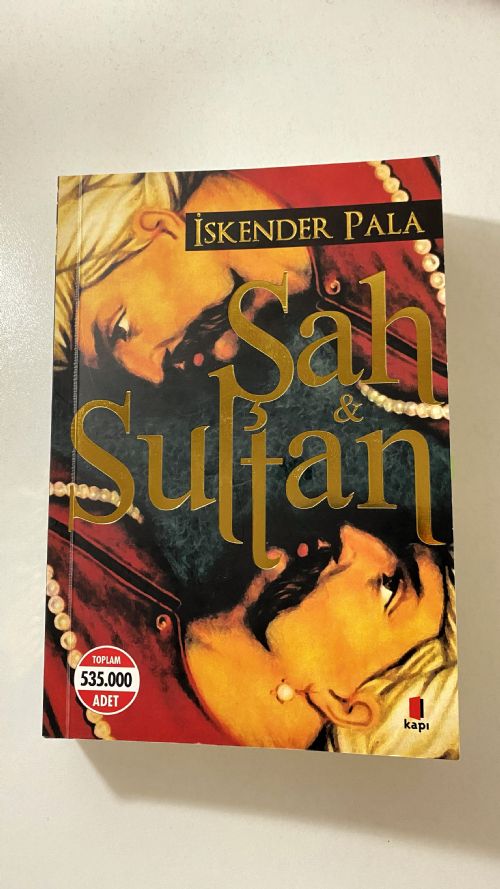 İSKENDER PALA
Şah
&
Sultan
TOPLAM
535.000
ADET
kapı